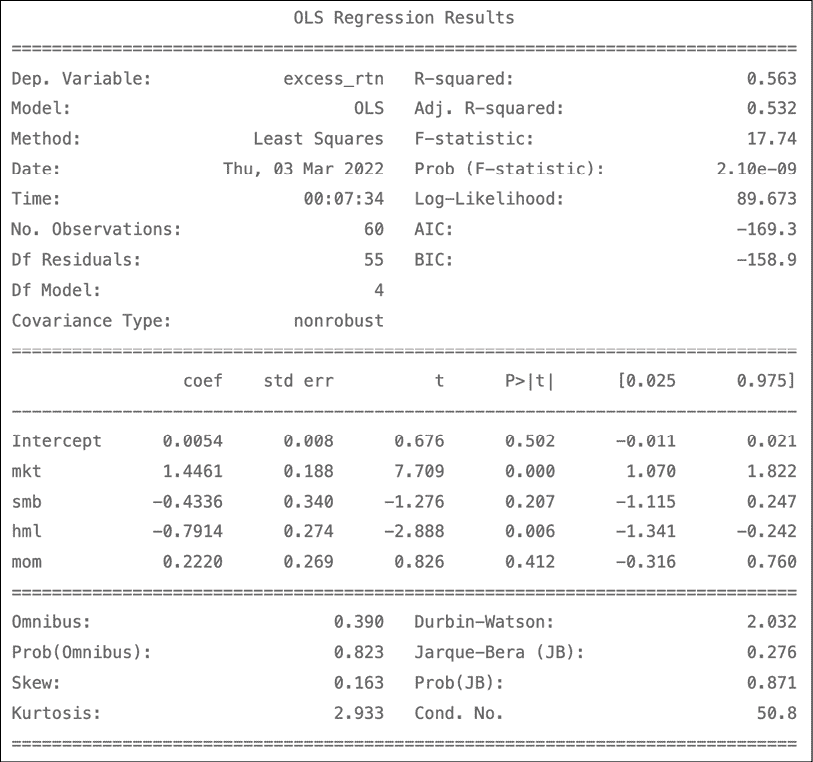 OLS Regression Results
==============================================================================
Dep. Variable: excess_rtn R-squared: 0.563
Model: OLS Adj. R-squared: 0.532
Method: Least Squares F-statistic: 17.74
Date: Thu, 03 Mar 2022 Prob (F-statistic): 2.10e-09
Time: 00:07:34 Log-Likelihood: 89.673
No. Observations: 60 AIC: -169.3
Df Residuals: 55 BIC: -158.9
Df Model: 4
Covariance Type: nonrobust
==============================================================================
coef std err t P>|t| [0.025 0.975]
------------------------------------------------------------------------------
Intercept 0.0054 0.008 0.676 0.502 -0.011 0.021
mkt 1.4461 0.188 7.709 0.000 1.070 1.822
smb -0.4336 0.340 -1.276 0.207 -1.115 0.247
hml -0.7914 0.274 -2.888 0.006 -1.341 -0.242
mom 0.2220 0.269 0.826 0.412 -0.316 0.760
==============================================================================
Omnibus: 0.390 Durbin-Watson: 2.032
Prob(Omnibus): 0.823 Jarque-Bera (JB): 0.276
Skew: 0.163 Prob(JB): 0.871
Kurtosis: 2.933 Cond. No. 50.8
==============================================================================